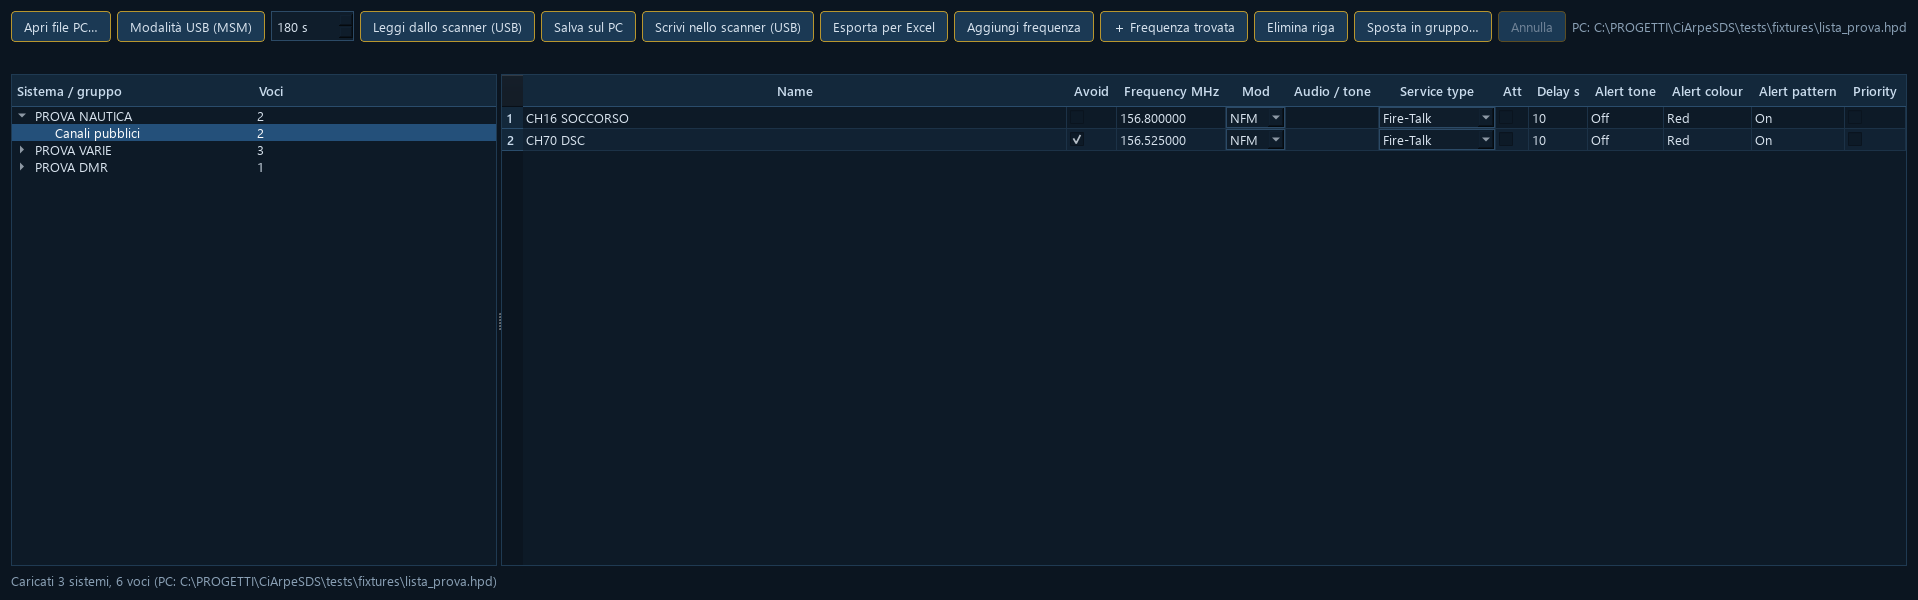 Apri file PC... Modalità USB (MSM) 180 s Leggi dallo scanner (USB) Salva sul PC Scrivi nello scanner (USB) Esporta per Excel Aggiungi frequenza + Frequenza trovata Elimina riga Sposta in gruppo... Annulla PC: C:\PROGETTI\CiArpeSDS\tests\fixtures\lista_prova.hpd
Sistema / gruppo Voci
PROVA NAUTICA 2
Canali pubblici 2
PROVA VARIE 3
PROVA DMR 1
Name Avoid Frequency MHz Mod Audio / tone Service type Att Delay s Alert tone Alert colour Alert pattern Priority
1 CH16 SOCCORSO 156.800000 NFM Fire-Talk 10 Off Red On
2 CH70 DSC 156.525000 NFM Fire-Talk 10 Off Red On
Caricati 3 sistemi, 6 voci (PC: C:\PROGETTI\CiArpeSDS\tests\fixtures\lista_prova.hpd)